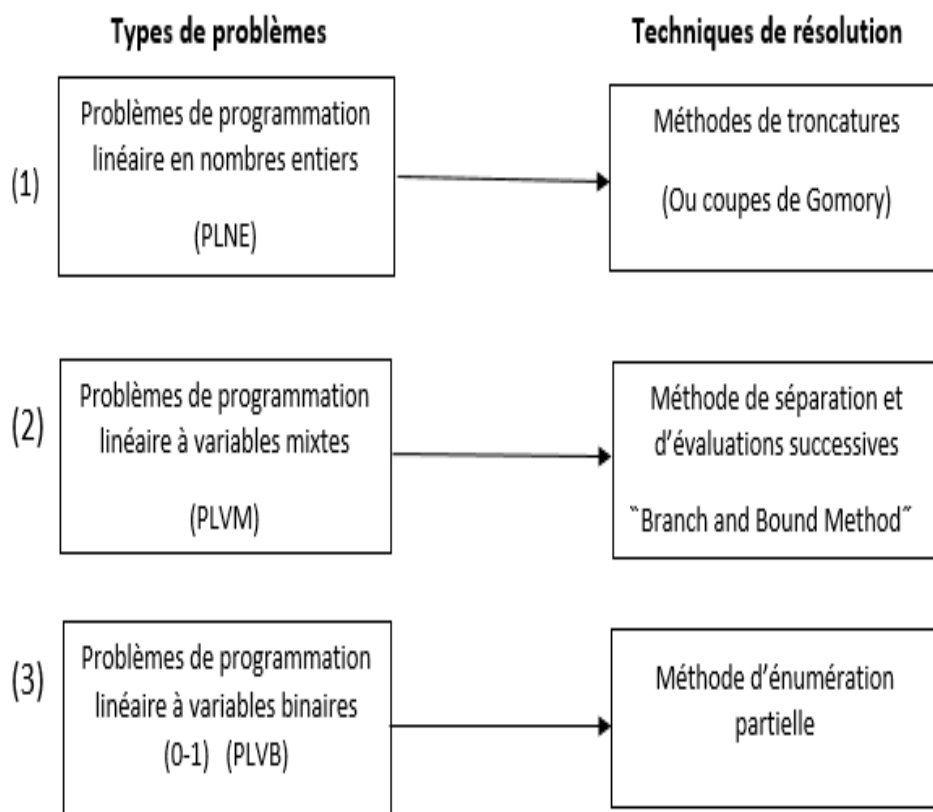 Types de problèmes
Techniques de résolution
(1)
Problèmes de programmation
linéaire en nombres entiers
(PLNE)
Méthodes de troncatures
(Ou coupes de Gomory)
(2)
Problèmes de programmation
linéaire à variables mixtes
(PLVM)
Méthode de séparation et
d’évaluations successives
‶Branch and Bound Method″
(3)
Problèmes de programmation
linéaire à variables binaires
(0-1) (PLVB)
Méthode d’énumération
partielle